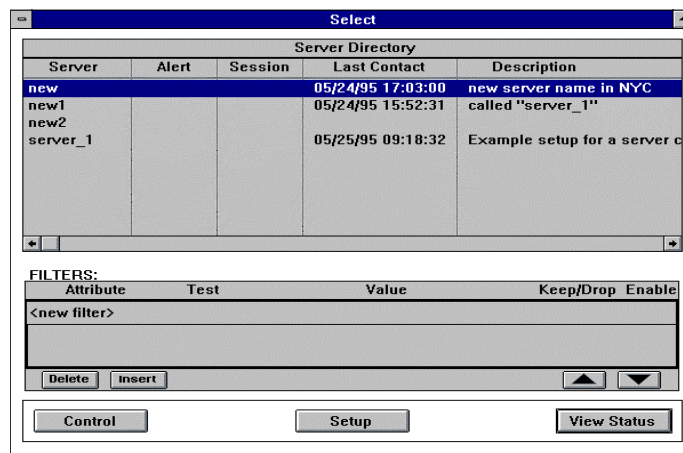 Select
Server Directory
Server Alert Session Last Contact Description
new 05/24/95 17:03:00 new server name in NYC
new1 05/24/95 15:52:31 called "server_1"
new2
server_1 05/25/95 09:18:32 Example setup for a server c
FILTERS:
Attribute Test Value Keep/Drop Enable
<new filter>
Delete Insert
Control Setup View Status